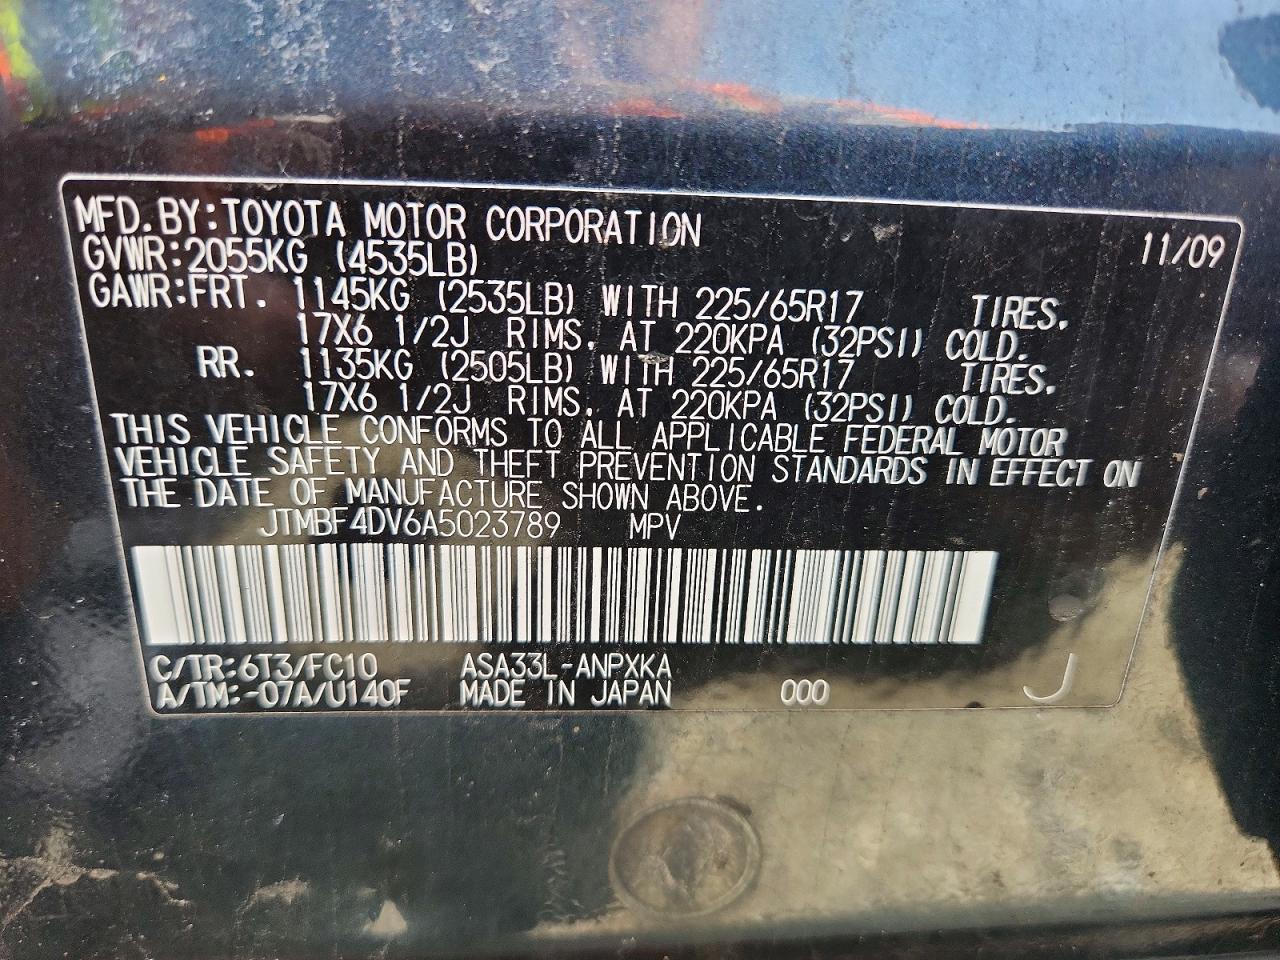 MFD.BY:TOYOTA MOTOR CORPORATION 11/09
GVWR:2055KG (4535LB)
GAWR:FRT. 1145KG (2535LB) WITH 225/65R17 TIRES,
17X6 1/2J RIMS, AT 220KPA (32PSI) COLD.
RR. 1135KG (2505LB) WITH 225/65R17 TIRES,
17X6 1/2J RIMS, AT 220KPA (32PSI) COLD.
THIS VEHICLE CONFORMS TO ALL APPLICABLE FEDERAL MOTOR
VEHICLE SAFETY AND THEFT PREVENTION STANDARDS IN EFFECT ON
THE DATE OF MANUFACTURE SHOWN ABOVE.
JTMBF4DV6A5023789 MPV
C/TR:6T3/FC10 ASA33L-ANPXKA
A/TM:-07A/U140F MADE IN JAPAN 000 J